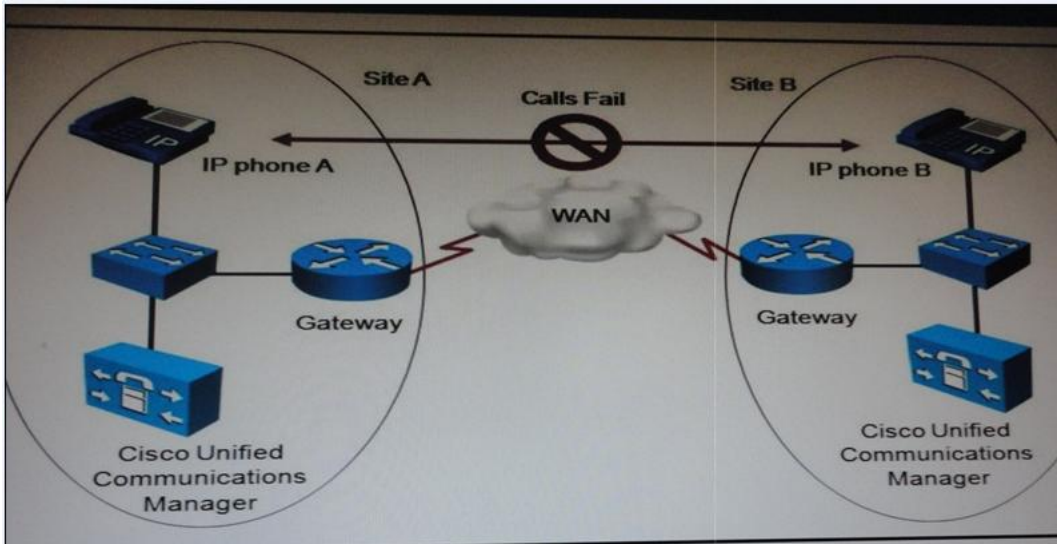 Site A
Calls Fail
Site B
IP
IP phone A
IP
IP phone B
WAN
Gateway
Gateway
Cisco Unified
Communications
Manager
Cisco Unified
Communications
Manager